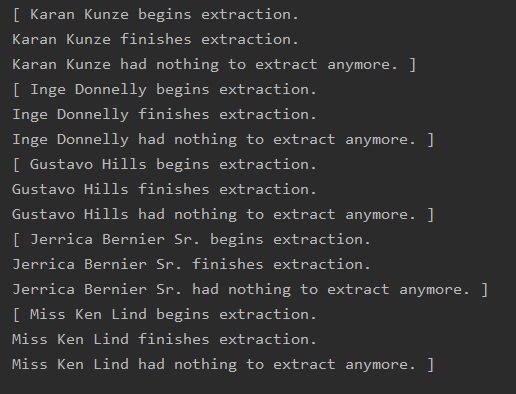 [ Karan Kunze begins extraction.
Karan Kunze finishes extraction.
Karan Kunze had nothing to extract anymore. ]
[ Inge Donnelly begins extraction.
Inge Donnelly finishes extraction.
Inge Donnelly had nothing to extract anymore. ]
[ Gustavo Hills begins extraction.
Gustavo Hills finishes extraction.
Gustavo Hills had nothing to extract anymore. ]
[ Jerrica Bernier Sr. begins extraction.
Jerrica Bernier Sr. finishes extraction.
Jerrica Bernier Sr. had nothing to extract anymore. ]
[ Miss Ken Lind begins extraction.
Miss Ken Lind finishes extraction.
Miss Ken Lind had nothing to extract anymore. ]